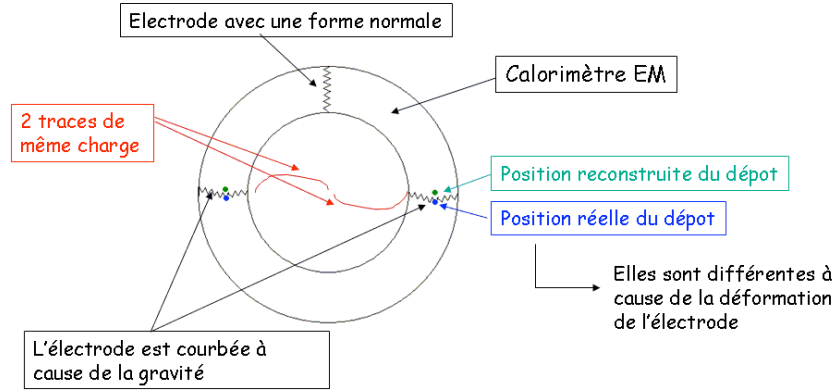 Electrode avec une forme normale
Calorimètre EM
2 traces de
même charge
Position reconstruite du dépot
Position réelle du dépot
Elles sont différentes à
cause de la déformation
de l'électrode
L'électrode est courbée à
cause de la gravité